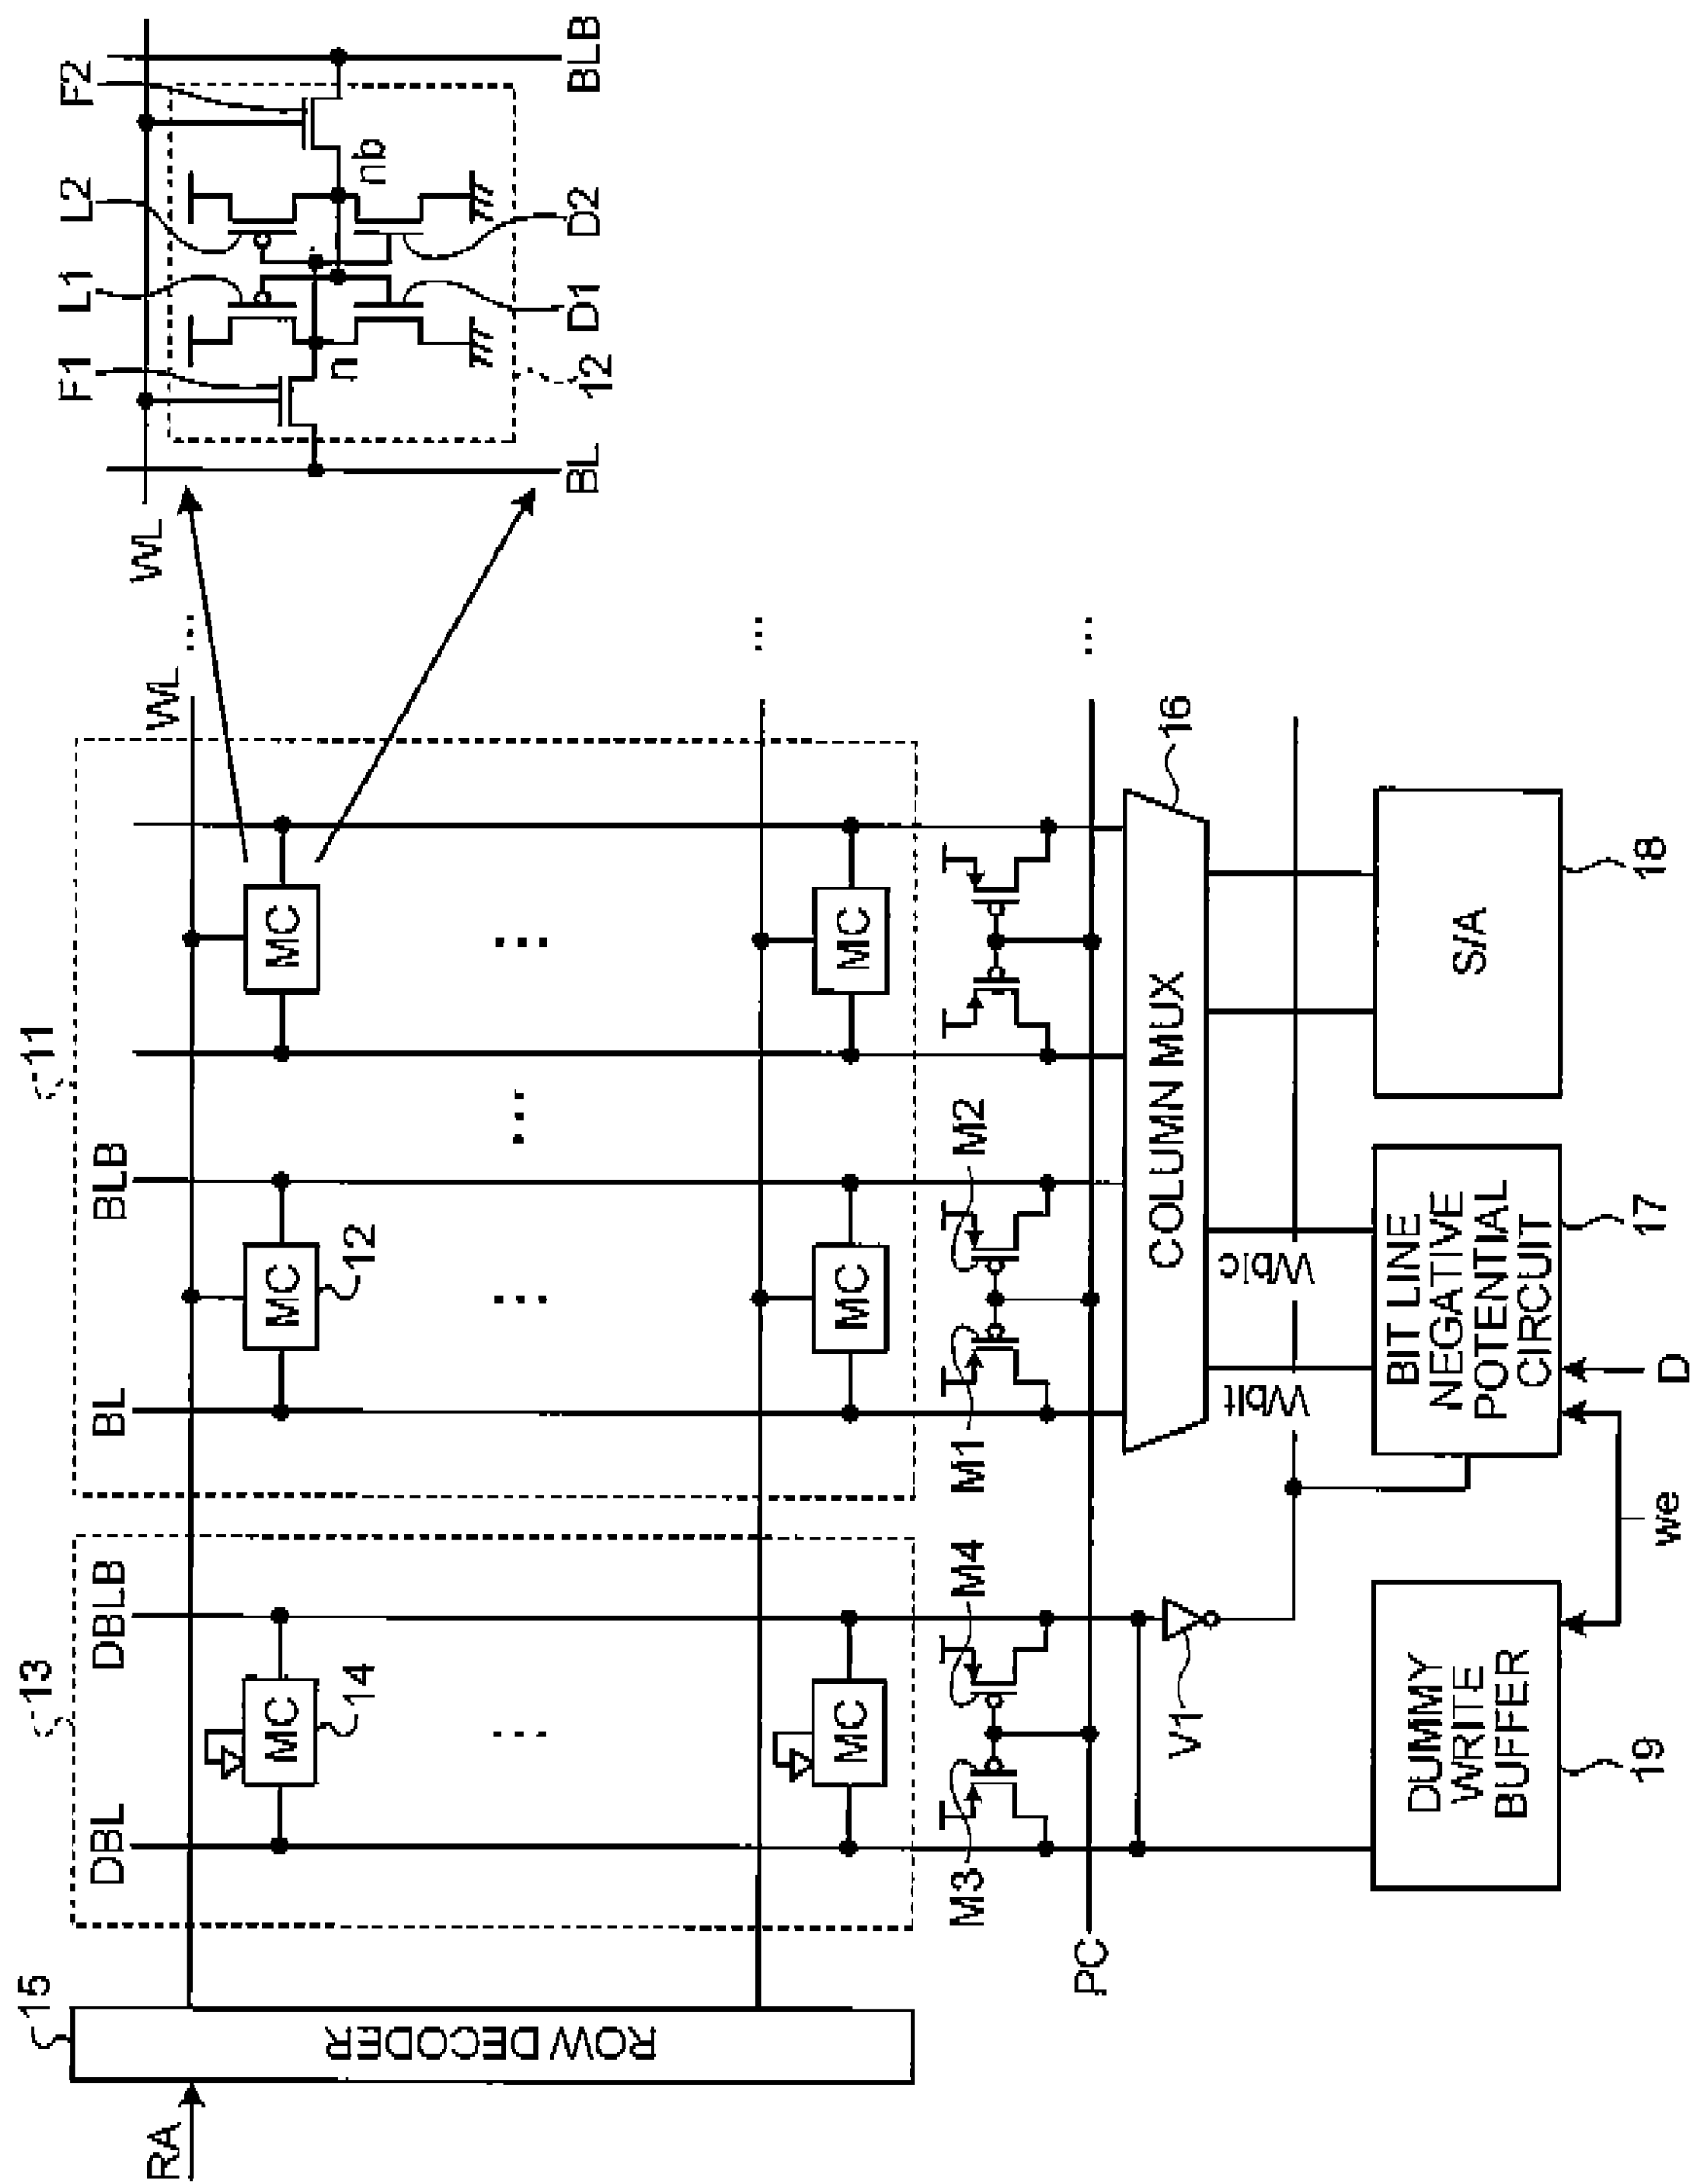 RA
15
ROW DECODER
13
DBL
DBLB
MC
14
...
MC
11
BL
BLB
MC
12
...
MC
...
MC
...
MC
WL ...
...
...
WL
F1
L1
L2
F2
n
nb
BL
12
D1
D2
BLB
PC
M3
M4
M1
M2
V1
COLUMN MUX
16
Wblt
Wblc
DUMMY
WRITE
BUFFER
19
we
BIT LINE
NEGATIVE
POTENTIAL
CIRCUIT
17
D
S/A
18